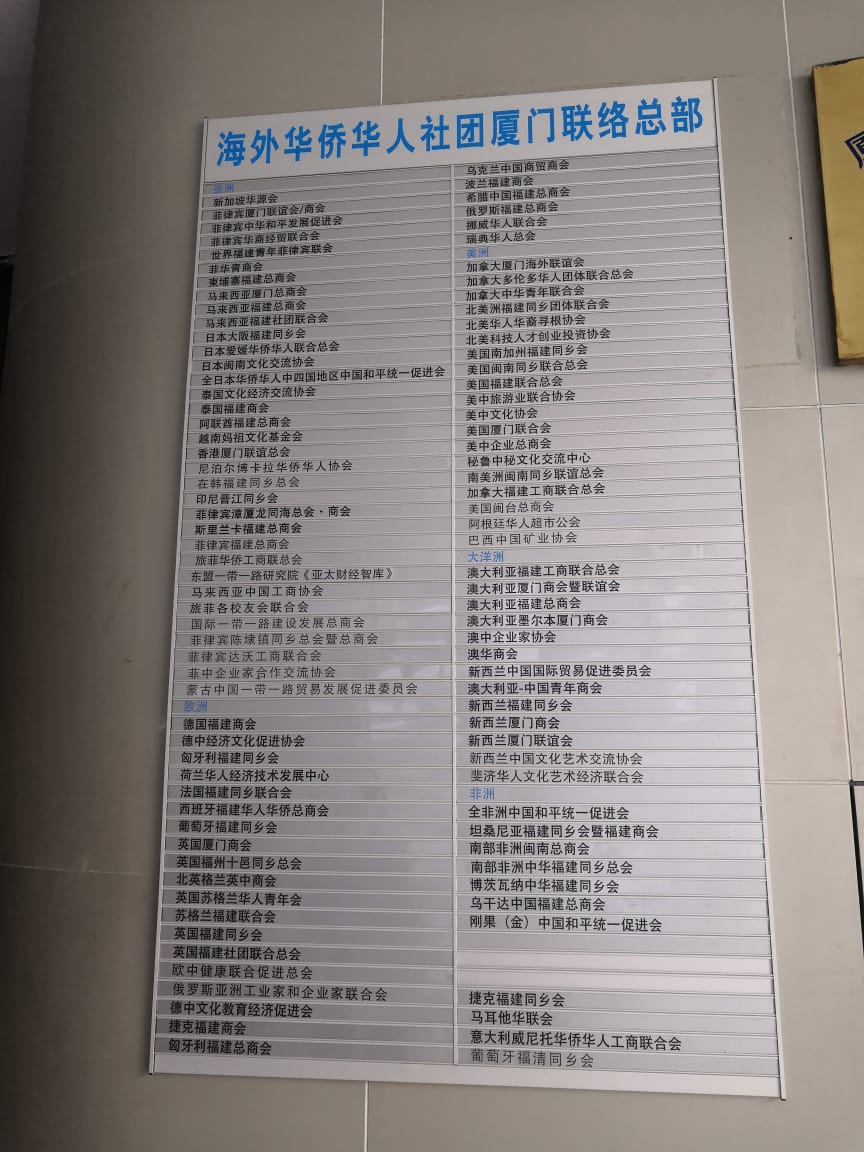 海外华侨华人社团厦门联络总部
亚洲
新加坡华源会
菲律宾厦门联谊会/商会
菲律宾中华和平发展促进会
菲律宾华商经贸联合会
世界福建青年菲律宾联会
菲华青商会
柬埔寨福建总商会
马来西亚厦门总商会
马来西亚福建总商会
马来西亚福建社团联合会
日本大阪福建同乡会
日本爱媛华侨华人联合总会
日本闽南文化交流协会
全日本华侨华人中四国地区中国和平统一促进会
泰国文化经济交流协会
泰国福建商会
阿联酋福建总商会
越南妈祖文化基金会
香港厦门联谊总会
尼泊尔博卡拉华侨华人协会
在韩福建同乡总会
印尼晋江同乡会
菲律宾漳厦龙同海总会·商会
斯里兰卡福建总商会
菲律宾福建总商会
旅菲华侨工商联总会
东盟一带一路研究院《亚太财经智库》
马来西亚中国工商协会
旅菲各校友会联合会
国际一带一路建设发展总商会
菲律宾陈埭镇同乡总会暨总商会
菲律宾达沃工商联合会
菲中企业家合作交流协会
蒙古中国一带一路贸易发展促进委员会
欧洲
德国福建商会
德中经济文化促进协会
匈牙利福建同乡会
荷兰华人经济技术发展中心
法国福建同乡联合会
西班牙福建华人华侨总商会
葡萄牙福建同乡会
英国厦门商会
英国福州十邑同乡总会
北英格兰英中商会
英国苏格兰华人青年会
苏格兰福建联合会
英国福建同乡会
英国福建社团联合总会
欧中健康联合促进总会
俄罗斯亚洲工业家和企业家联合会
德中文化教育经济促进会
捷克福建商会
匈牙利福建总商会
乌克兰中国商贸商会
波兰福建商会
希腊中国福建总商会
俄罗斯福建总商会
挪威华人联合会
瑞典华人总会
美洲
加拿大厦门海外联谊会
加拿大多伦多华人团体联合总会
加拿大中华青年联合会
北美洲福建同乡团体联合会
北美华人华裔寻根协会
北美科技人才创业投资协会
美国南加州福建同乡会
美国闽南同乡联合总会
美国福建联合总会
美中旅游业联合协会
美中文化协会
美国厦门联合会
美中企业总商会
秘鲁中秘文化交流中心
南美洲闽南同乡联谊总会
加拿大福建工商联合总会
美国闽台总商会
阿根廷华人超市公会
巴西中国矿业协会
大洋洲
澳大利亚福建工商联合总会
澳大利亚厦门商会暨联谊会
澳大利亚福建总商会
澳大利亚墨尔本厦门商会
澳中企业家协会
澳华商会
新西兰中国国际贸易促进委员会
澳大利亚-中国青年商会
新西兰福建同乡会
新西兰厦门商会
新西兰厦门联谊会
新西兰中国文化艺术交流协会
斐济华人文化艺术经济联合会
非洲
全非洲中国和平统一促进会
坦桑尼亚福建同乡会暨福建商会
南部非洲闽南总商会
南部非洲中华福建同乡总会
博茨瓦纳中华福建同乡会
乌干达中国福建总商会
刚果（金）中国和平统一促进会
捷克福建同乡会
马耳他华联会
意大利威尼托华侨华人工商联合会
葡萄牙福清同乡会